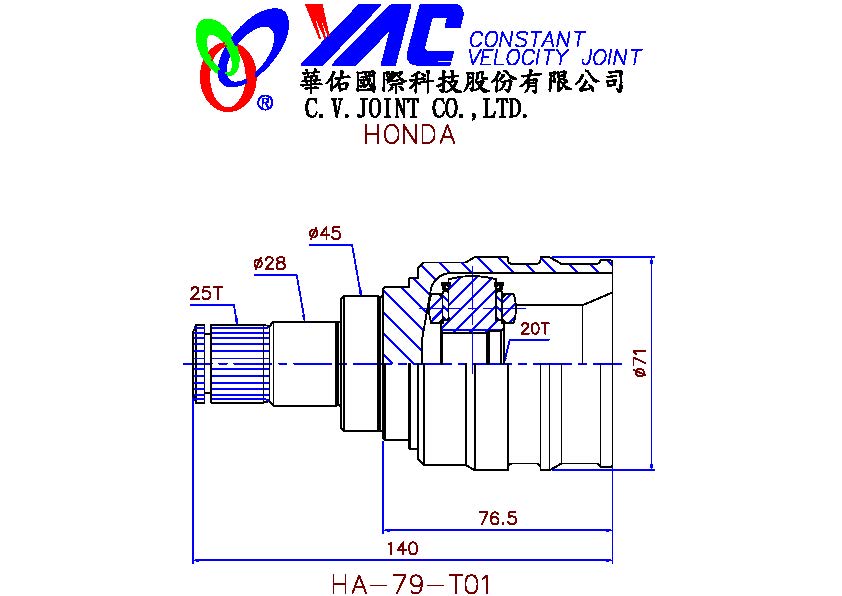 YAC CONSTANT
VELOCITY JOINT
®
華佑國際科技股份有限公司
C.V.JOINT CO.,LTD.
HONDA
ø45
ø28
25T
20T
ø71
76.5
140
HA-79-T01